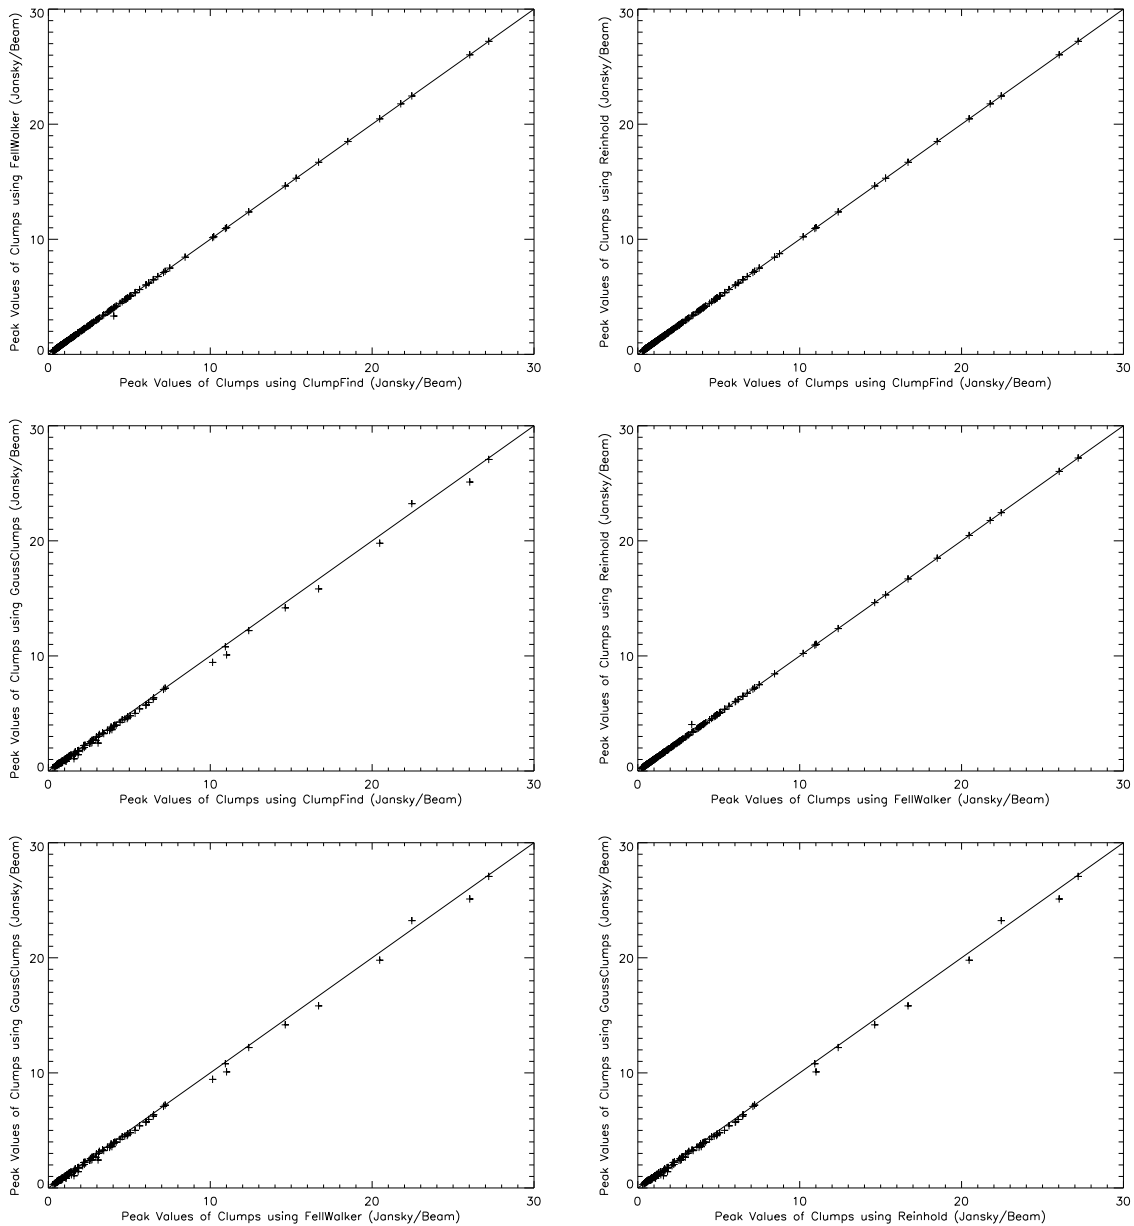 30
20
10
0
0 10 20 30
Peak Values of Clumps using FellWalker (Jansky/Beam)
Peak Values of Clumps using ClumpFind (Jansky/Beam)
30
20
10
0
0 10 20 30
Peak Values of Clumps using Reinhold (Jansky/Beam)
Peak Values of Clumps using ClumpFind (Jansky/Beam)
30
20
10
0
0 10 20 30
Peak Values of Clumps using GaussClumps (Jansky/Beam)
Peak Values of Clumps using ClumpFind (Jansky/Beam)
30
20
10
0
0 10 20 30
Peak Values of Clumps using Reinhold (Jansky/Beam)
Peak Values of Clumps using FellWalker (Jansky/Beam)
30
20
10
0
0 10 20 30
Peak Values of Clumps using GaussClumps (Jansky/Beam)
Peak Values of Clumps using FellWalker (Jansky/Beam)
30
20
10
0
0 10 20 30
Peak Values of Clumps using GaussClumps (Jansky/Beam)
Peak Values of Clumps using Reinhold (Jansky/Beam)